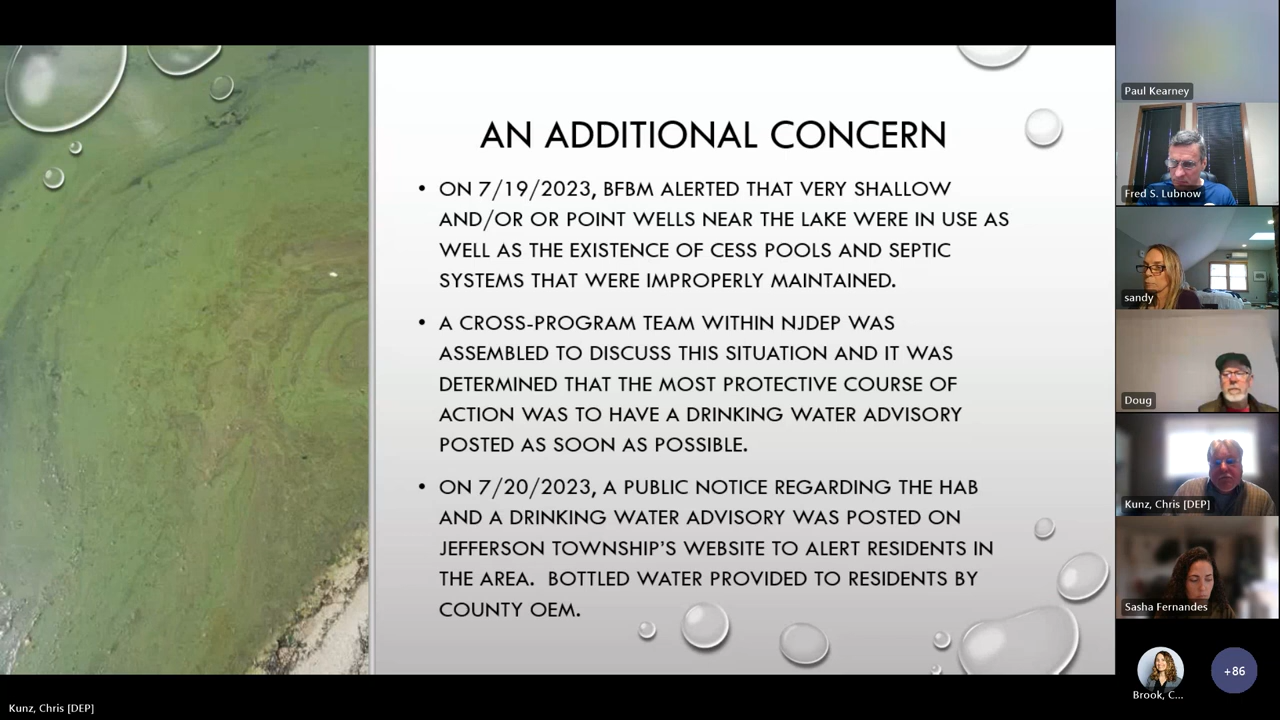 AN ADDITIONAL CONCERN
• ON 7/19/2023, BFBM ALERTED THAT VERY SHALLOW
AND/OR OR POINT WELLS NEAR THE LAKE WERE IN USE AS
WELL AS THE EXISTENCE OF CESS POOLS AND SEPTIC
SYSTEMS THAT WERE IMPROPERLY MAINTAINED.
• A CROSS-PROGRAM TEAM WITHIN NJDEP WAS
ASSEMBLED TO DISCUSS THIS SITUATION AND IT WAS
DETERMINED THAT THE MOST PROTECTIVE COURSE OF
ACTION WAS TO HAVE A DRINKING WATER ADVISORY
POSTED AS SOON AS POSSIBLE.
• ON 7/20/2023, A PUBLIC NOTICE REGARDING THE HAB
AND A DRINKING WATER ADVISORY WAS POSTED ON
JEFFERSON TOWNSHIP'S WEBSITE TO ALERT RESIDENTS IN
THE AREA.  BOTTLED WATER PROVIDED TO RESIDENTS BY
COUNTY OEM.
Paul Kearney
Fred S. Lubnow
sandy
Doug
Kunz, Chris [DEP]
Sasha Fernandes
Brook, C...
+86
Kunz, Chris [DEP]